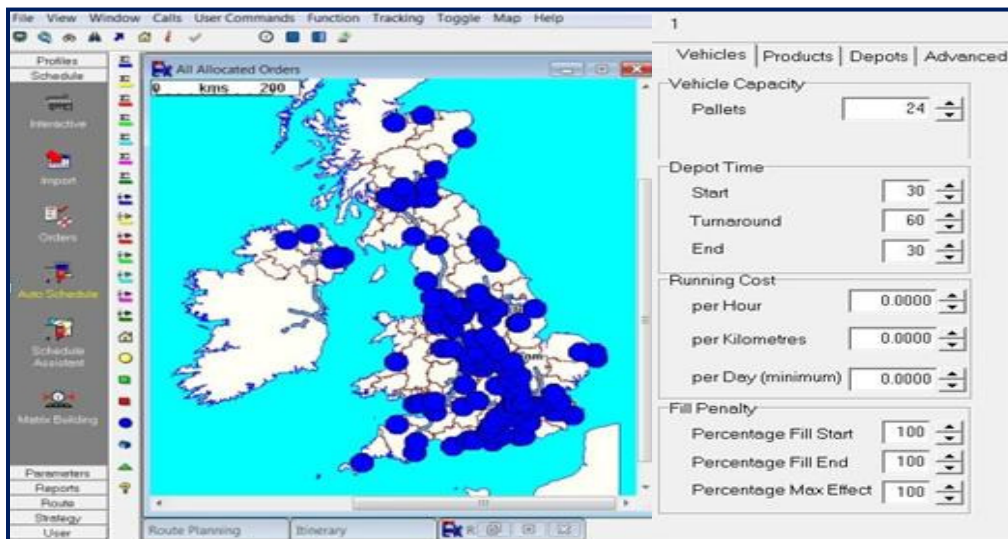 File View Window Calls User Commands Function Tracking Toggle Map Help
Profiles
Schedule
Interactive
Import
Orders
Auto Schedule
Schedule
Assistant
Matrix Building
Parameters
Reports
Route
Strategy
User
All Allocated Orders
0 kms 200
Route Planning
Itinerary
1
Vehicles Products Depots Advanced
Vehicle Capacity
Pallets 24
Depot Time
Start 30
Turnaround 60
End 30
Running Cost
per Hour 0.0000
per Kilometres 0.0000
per Day (minimum) 0.0000
Fill Penalty
Percentage Fill Start 100
Percentage Fill End 100
Percentage Max Effect 100